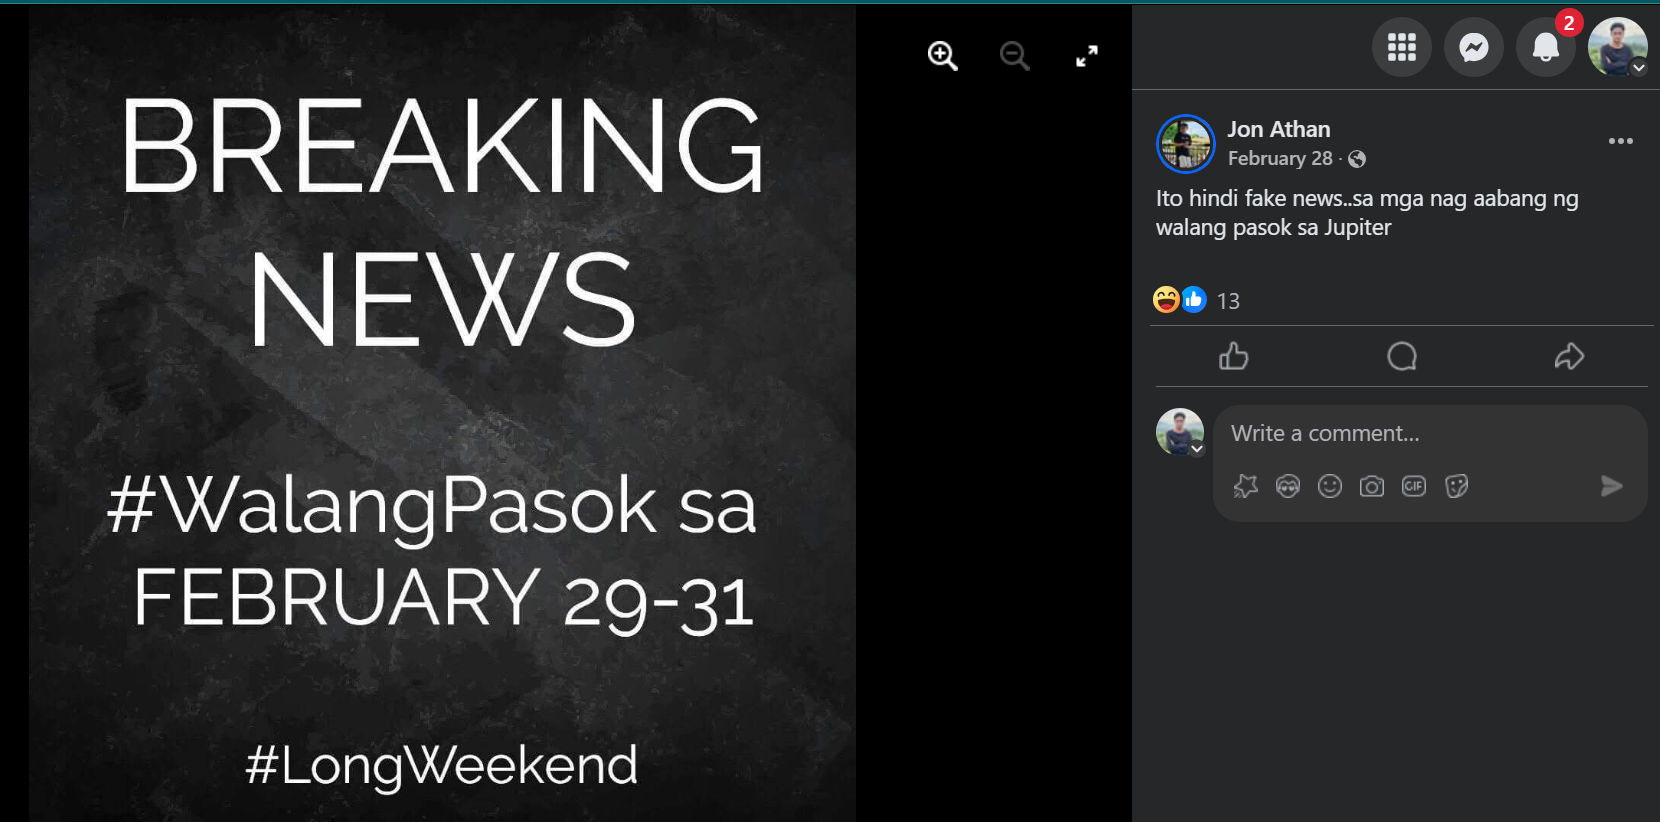 BREAKING
NEWS
#WalangPasok sa
FEBRUARY 29-31
#LongWeekend
2
Jon Athan
February 28 ·
Ito hindi fake news..sa mga nag aabang ng
walang pasok sa Jupiter
13
Write a comment...
GIF